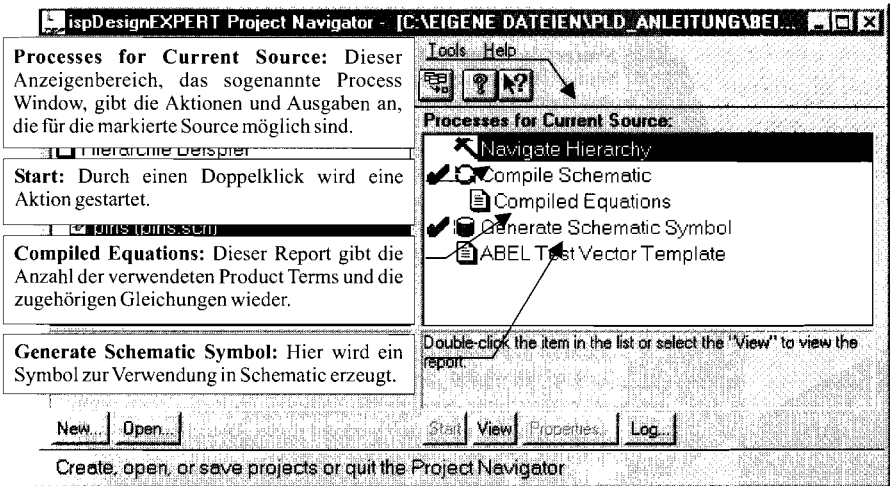 ispDesignEXPERT Project Navigator - [C:\EIGENE DATEIEN\PLD_ANLEITUNG\BEI...
Tools Help
Processes for Current Source: Dieser
Anzeigenbereich, das sogenannte Process
Window, gibt die Aktionen und Ausgaben an,
die für die markierte Source möglich sind.
Hierarchie Beispiel
Start: Durch einen Doppelklick wird eine
Aktion gestartet.
pins (pins.sch)
Compiled Equations: Dieser Report gibt die
Anzahl der verwendeten Product Terms und die
zugehörigen Gleichungen wieder.
Generate Schematic Symbol: Hier wird ein
Symbol zur Verwendung in Schematic erzeugt.
Processes for Current Source:
Navigate Hierarchy
Compile Schematic
Compiled Equations
Generate Schematic Symbol
ABEL Test Vector Template
Double-click the item in the list or select the "View" to view the
report.
New... Open... Start View Properties... Log...
Create, open, or save projects or quit the Project Navigator